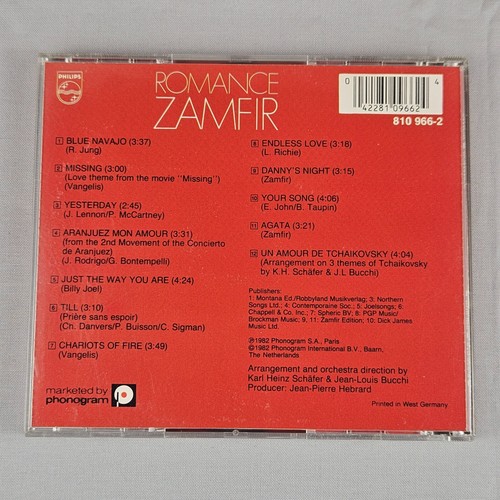 PHILIPS
ROMANCE
ZAMFIR
0 42281 09662 4
810 966-2
1 BLUE NAVAJO (3:37)
(R. Jung)
2 MISSING (3:00)
(Love theme from the movie "Missing")
(Vangelis)
3 YESTERDAY (2:45)
(J. Lennon/P. McCartney)
4 ARANJUEZ MON AMOUR (3:31)
(from the 2nd Movement of the Concierto
de Aranjuez)
(J. Rodrigo/G. Bontempelli)
5 JUST THE WAY YOU ARE (4:24)
(Billy Joel)
6 TILL (3:10)
(Prière sans espoir)
(Cn. Danvers/P. Buisson/C. Sigman)
7 CHARIOTS OF FIRE (3:49)
(Vangelis)
8 ENDLESS LOVE (3:18)
(L. Richie)
9 DANNY'S NIGHT (3:15)
(Zamfir)
10 YOUR SONG (4:06)
(E. John/B. Taupin)
11 AGATA (3:21)
(Zamfir)
12 UN AMOUR DE TCHAIKOVSKY (4:04)
(Arrangement on 3 themes of Tchaikovsky
by K.H. Schäfer & J.L Bucchi)
Publishers:
1: Montana Ed./Robbyland Musikverlag; 3: Northern
Songs Ltd.; 4: Contemporaine Soc.; 5: Joelsongs; 6:
Chappell & Co Inc.; 7: Spheric BV; 8: PGP Music/
Brockman Music; 9, 11: Zamfir Edition; 10: Dick James
Music Ltd.
℗1982 Phonogram S.A., Paris
©1982 Phonogram International B.V., Baarn,
The Netherlands
Arrangement and orchestra direction by
Karl Heinz Schäfer & Jean-Louis Bucchi
Producer: Jean-Pierre Hebrard
marketed by
phonogram
Printed in West Germany